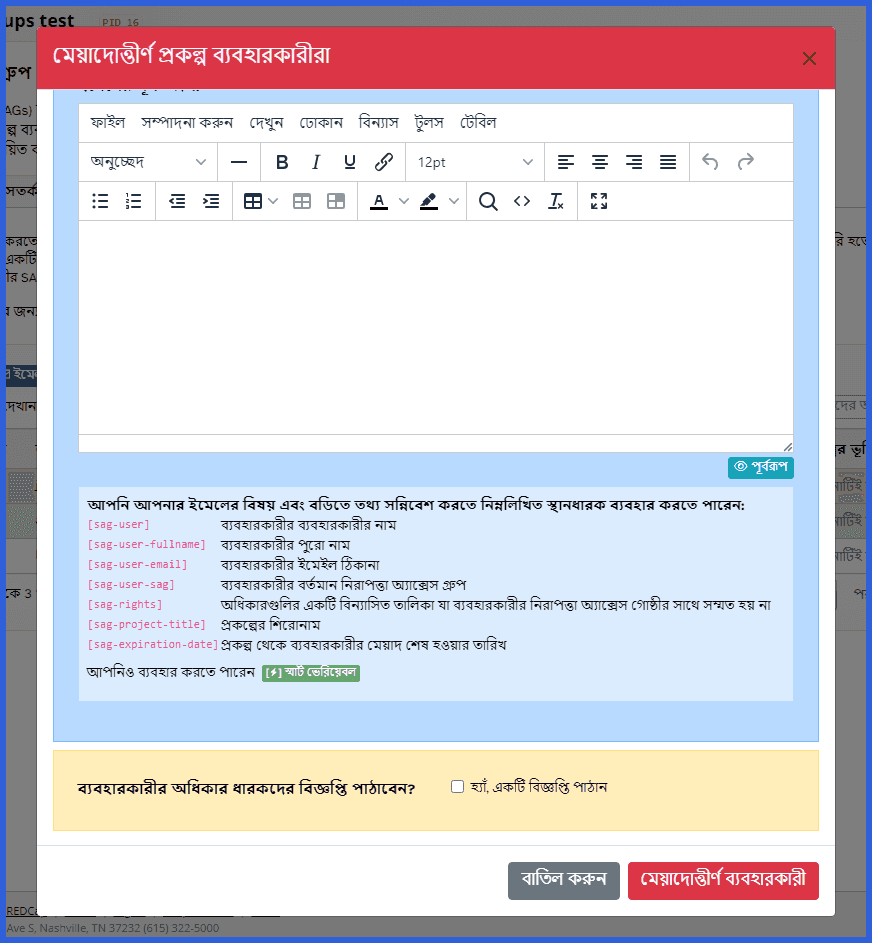 ups test PID 16
মেয়াদোত্তীর্ণ প্রকল্প ব্যবহারকারীরা
ফাইল সম্পাদনা করুন দেখুন ঢোকান বিন্যাস টুলস টেবিল
অনুচ্ছেদ B I U 12pt
পূর্বরূপ
আপনি আপনার ইমেলের বিষয় এবং বডিতে তথ্য সন্নিবেশ করতে নিম্নলিখিত স্থানধারক ব্যবহার করতে পারেন:
[sag-user] ব্যবহারকারীর ব্যবহারকারীর নাম
[sag-user-fullname] ব্যবহারকারীর পুরো নাম
[sag-user-email] ব্যবহারকারীর ইমেইল ঠিকানা
[sag-user-sag] ব্যবহারকারীর বর্তমান নিরাপত্তা অ্যাক্সেস গ্রুপ
[sag-rights] অধিকারগুলির একটি বিন্যাসিত তালিকা যা ব্যবহারকারীর নিরাপত্তা অ্যাক্সেস গোষ্ঠীর সাথে সম্মত হয় না
[sag-project-title] প্রকল্পের শিরোনাম
[sag-expiration-date] প্রকল্প থেকে ব্যবহারকারীর মেয়াদ শেষ হওয়ার তারিখ
আপনিও ব্যবহার করতে পারেন [⚡] স্মার্ট ভেরিয়েবল
ব্যবহারকারীর অধিকার ধারকদের বিজ্ঞপ্তি পাঠাবেন? হ্যাঁ, একটি বিজ্ঞপ্তি পাঠান
বাতিল করুন মেয়াদোত্তীর্ণ ব্যবহারকারী
Ave S, Nashville, TN 37232 (615) 322-5000